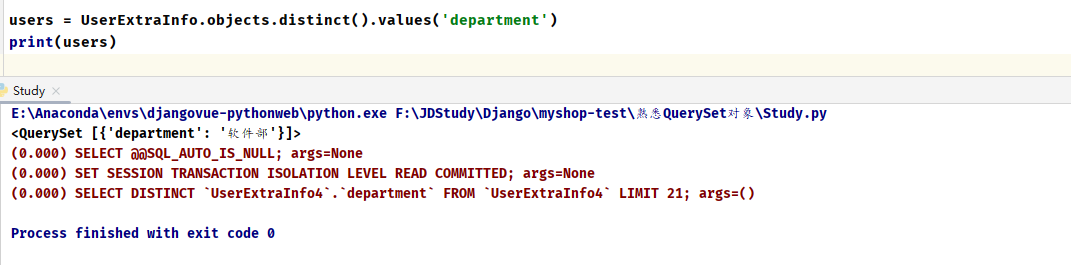 users = UserExtraInfo.objects.distinct().values('department')
print(users)
Study
E:\Anaconda\envs\djangovue-pythonweb\python.exe F:\JDStudy\Django\myshop-test\熟悉QuerySet对象\Study.py
<QuerySet [{'department': '软件部'}]>
(0.000) SELECT @@SQL_AUTO_IS_NULL; args=None
(0.000) SET SESSION TRANSACTION ISOLATION LEVEL READ COMMITTED; args=None
(0.000) SELECT DISTINCT `UserExtraInfo4`.`department` FROM `UserExtraInfo4` LIMIT 21; args=()
Process finished with exit code 0